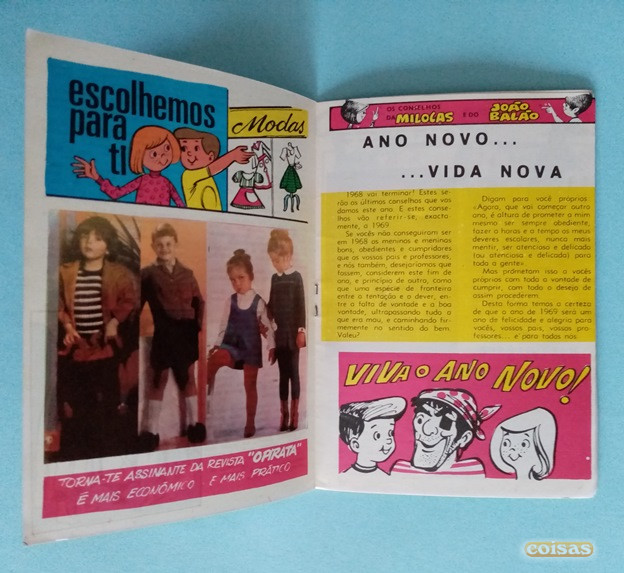 escolhemos
para
ti
Modas
TORNA-TE ASSINANTE DA REVISTA "O PIRATA"
É MAIS ECONÓMICO E MAIS PRÁTICO
OS CONSELHOS
DA MILOCAS E DO JOÃO
BALÃO
ANO NOVO...
...VIDA NOVA
1968 vai terminar! Estes se-
rão os últimos conselhos que vos
damos este ano. E estes conse-
lhos vão referir-se, exacta-
mente, a 1969.
Se vocês não conseguiram ser
em 1968 os meninos e meninas
bons, obedientes e cumpridores
que os vossos pais e professores,
e nós também, desejaríamos que
fossem, considerem este fim de
ano, e princípio de outro, como
que uma espécie de fronteira
entre a tentação e o dever, en-
tre a falta de vontade e a boa
vontade, ultrapassando tudo o
que era mau, e caminhando fir-
memente no sentido do bem.
Valeu?
Digam para vocês próprios:
«Agora, que vai começar outro
ano, é altura de prometer a mim
mesmo ser sempre obediente,
fazer a horas e a tempo os meus
deveres escolares, nunca mais
mentir, ser atencioso e delicado
(ou atenciosa e delicada) para
toda a gente».
Mas prometam isso a vocês
próprios com toda a vontade de
cumprir, com todo o desejo de
assim procederem.
Desta forma temos a certeza
de que o ano de 1969 será um
ano de felicidade e alegria para
vocês, vossos pais, vossos pro-
fessores... e para todos nós.
VIVA O ANO NOVO!
coisas